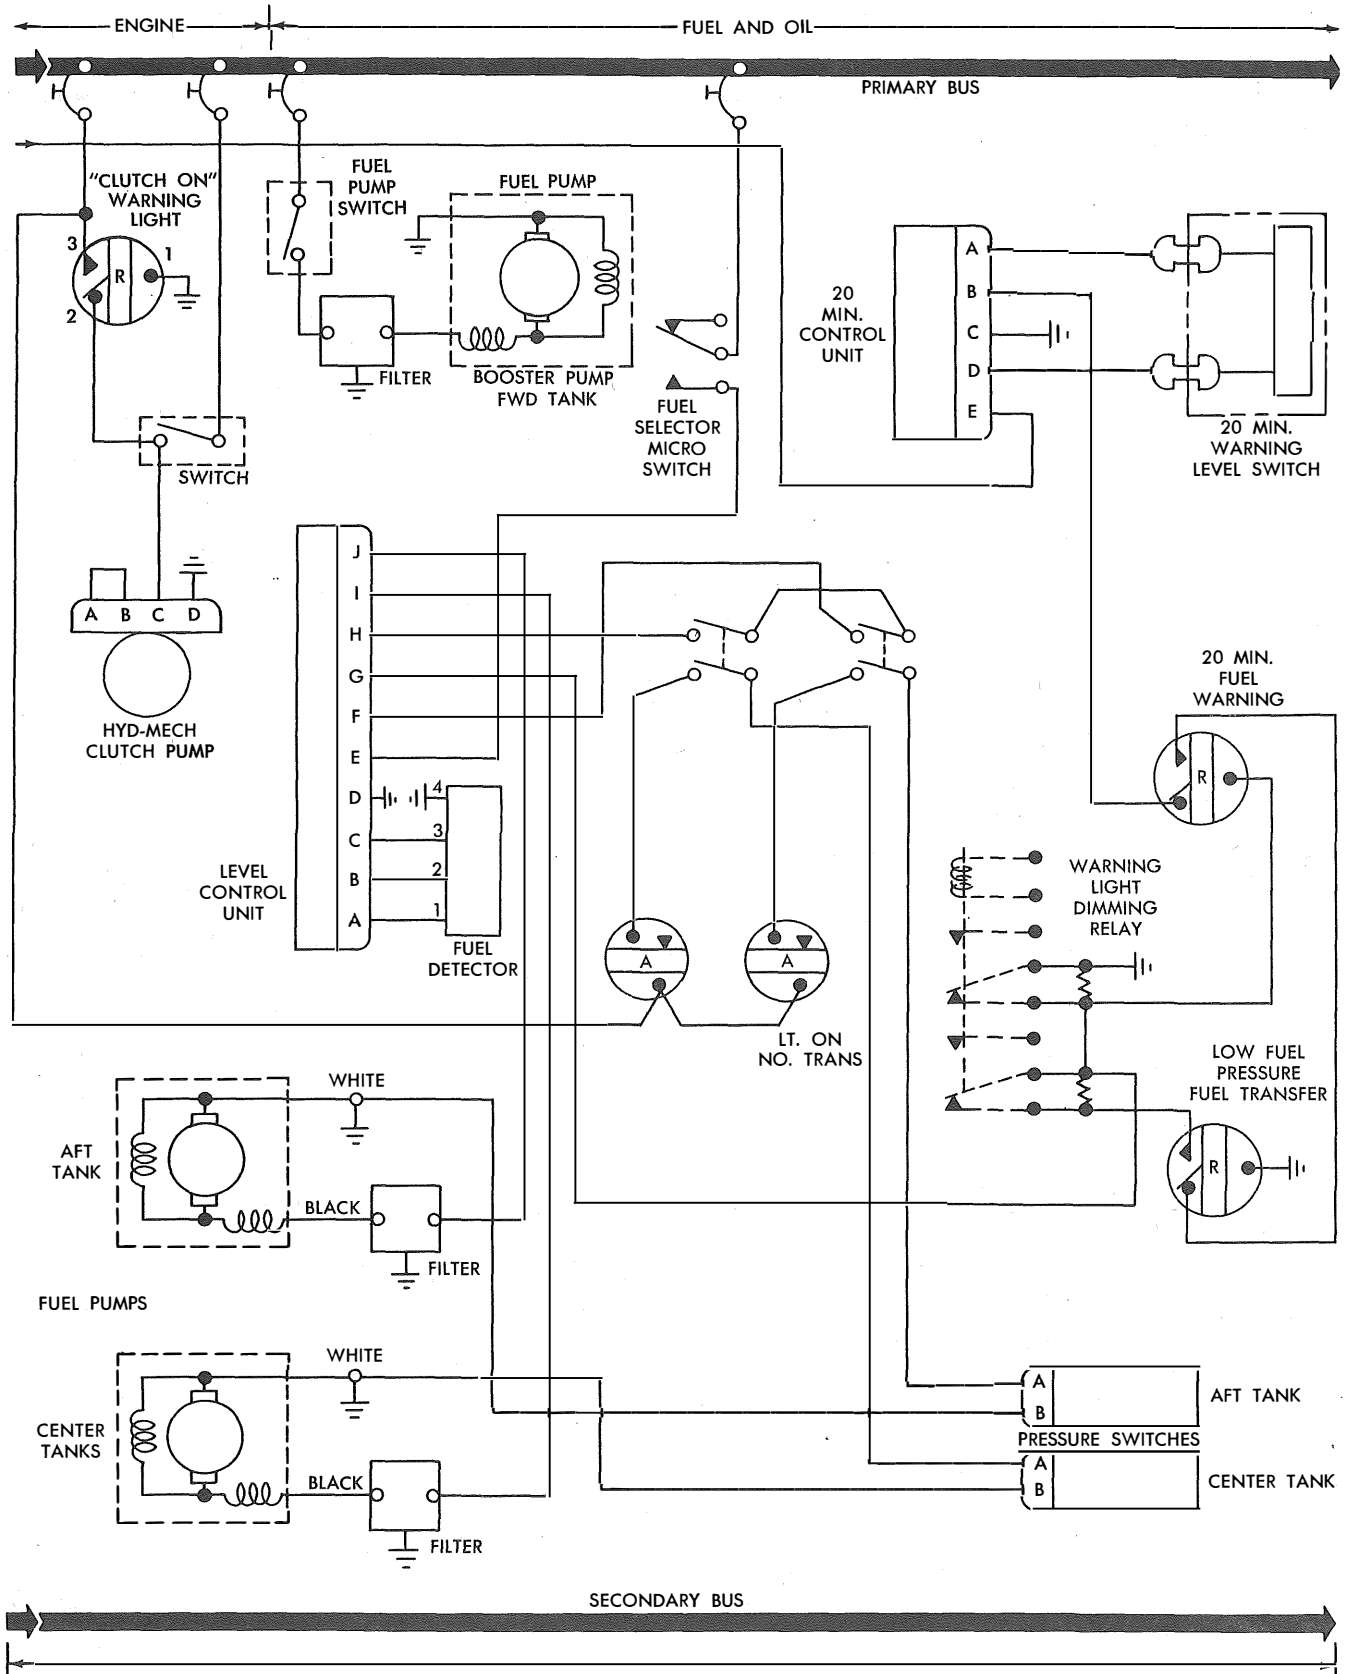 ENGINE
FUEL AND OIL
PRIMARY BUS
"CLUTCH ON"
WARNING
LIGHT
3
R
1
2
FUEL
PUMP
SWITCH
FUEL PUMP
BOOSTER PUMP
FWD TANK
FILTER
FUEL
SELECTOR
MICRO
SWITCH
20
MIN.
CONTROL
UNIT
A
B
C
D
E
20 MIN.
WARNING
LEVEL SWITCH
SWITCH
A B C D
HYD-MECH
CLUTCH PUMP
J
I
H
G
F
E
D
C
B
A
4
3
2
1
LEVEL
CONTROL
UNIT
FUEL
DETECTOR
20 MIN.
FUEL
WARNING
R
WARNING
LIGHT
DIMMING
RELAY
A
A
LT. ON
NO. TRANS
LOW FUEL
PRESSURE
FUEL TRANSFER
R
WHITE
AFT
TANK
BLACK
FILTER
FUEL PUMPS
WHITE
CENTER
TANKS
BLACK
FILTER
A
B
AFT TANK
PRESSURE SWITCHES
A
B
CENTER TANK
SECONDARY BUS